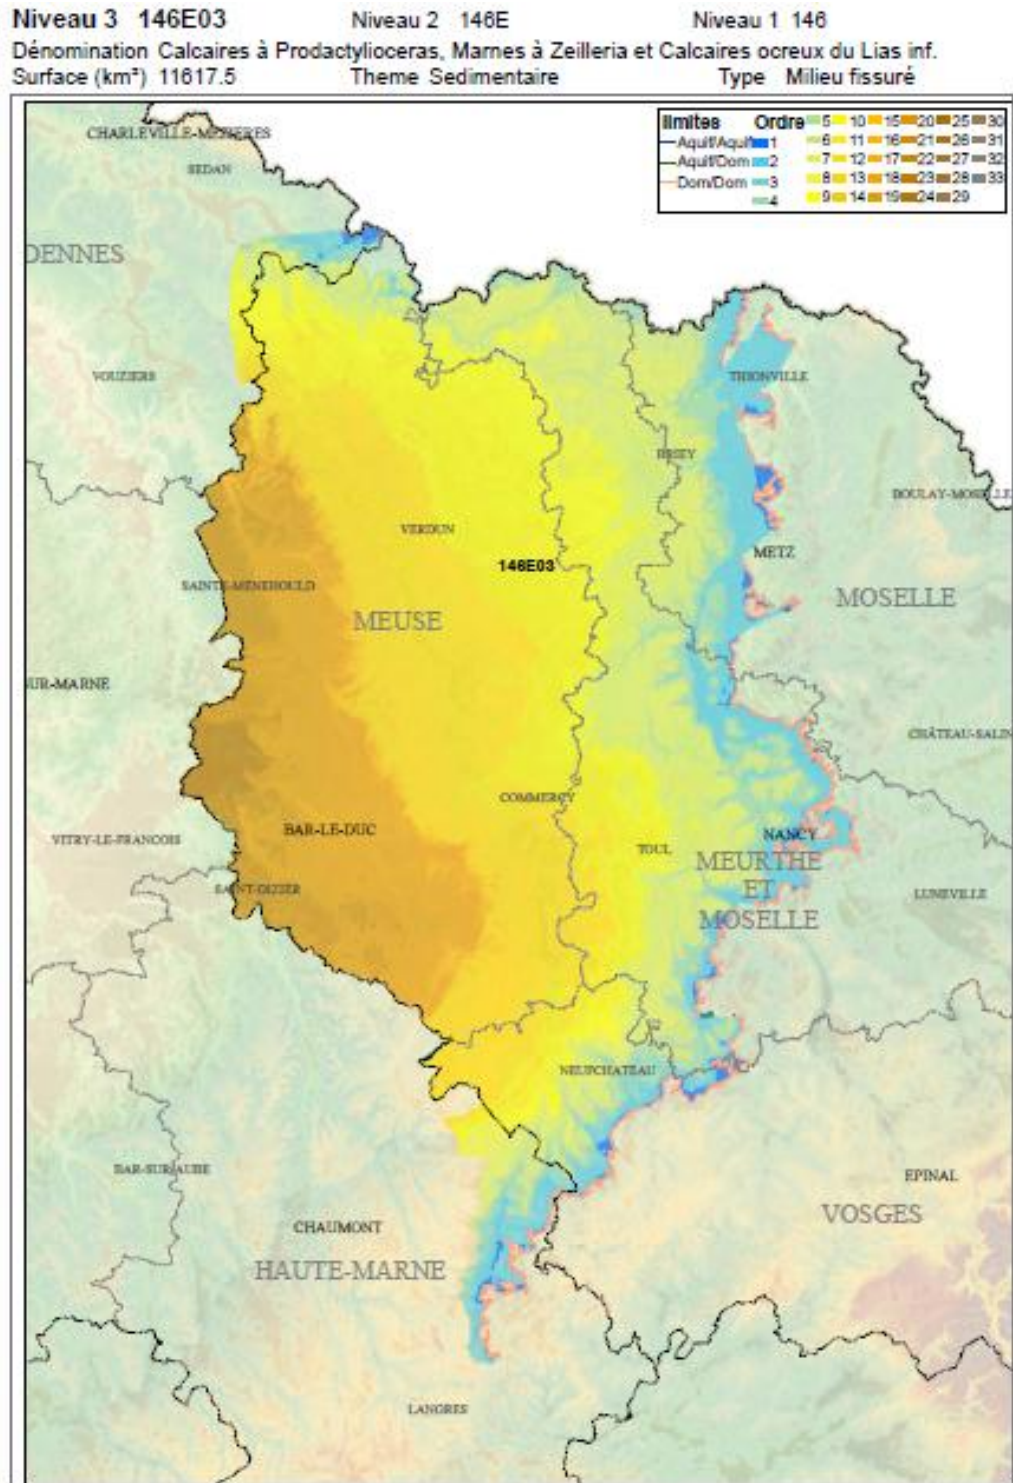 Niveau 3 146E03 Niveau 2 146E Niveau 1 146
Dénomination Calcaires à Prodactylioceras, Marnes à Zeilleria et Calcaires ocreux du Lias inf.
Surface (km²) 11617.5 Theme Sedimentaire Type Milieu fissuré
limites Ordre 5 10 15 20 25 30
Aquif/Aquif 1 6 11 16 21 26 31
Aquif/Dom 2 7 12 17 22 27 32
Dom/Dom 3 8 13 18 23 28 33
4 9 14 19 24 29
CHARLEVILLE-MEZIERES
SEDAN
DENNES
VOUZIERS
THIONVILLE
BRIEY
BOULAY-MOSELLE
VERDUN
METZ
146E03
SAINTE-MENEHOULD
MOSELLE
MEUSE
UR-MARNE
CHÂTEAU-SALIN
COMMERCY
BAR-LE-DUC
NANCY
VITRY-LE-FRANCOIS
TOUL
MEURTHE
ET
MOSELLE
SAINT-DIZIER
LUNEVILLE
NEUFCHATEAU
BAR-SUR-AUBE
EPINAL
VOSGES
CHAUMONT
HAUTE-MARNE
LANGRES